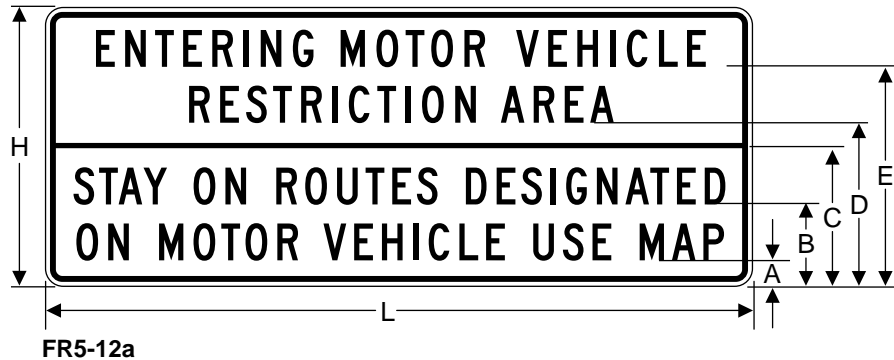 ENTERING MOTOR VEHICLE
RESTRICTION AREA
STAY ON ROUTES DESIGNATED
ON MOTOR VEHICLE USE MAP
H
E
D
C
B
A
L
FR5-12a